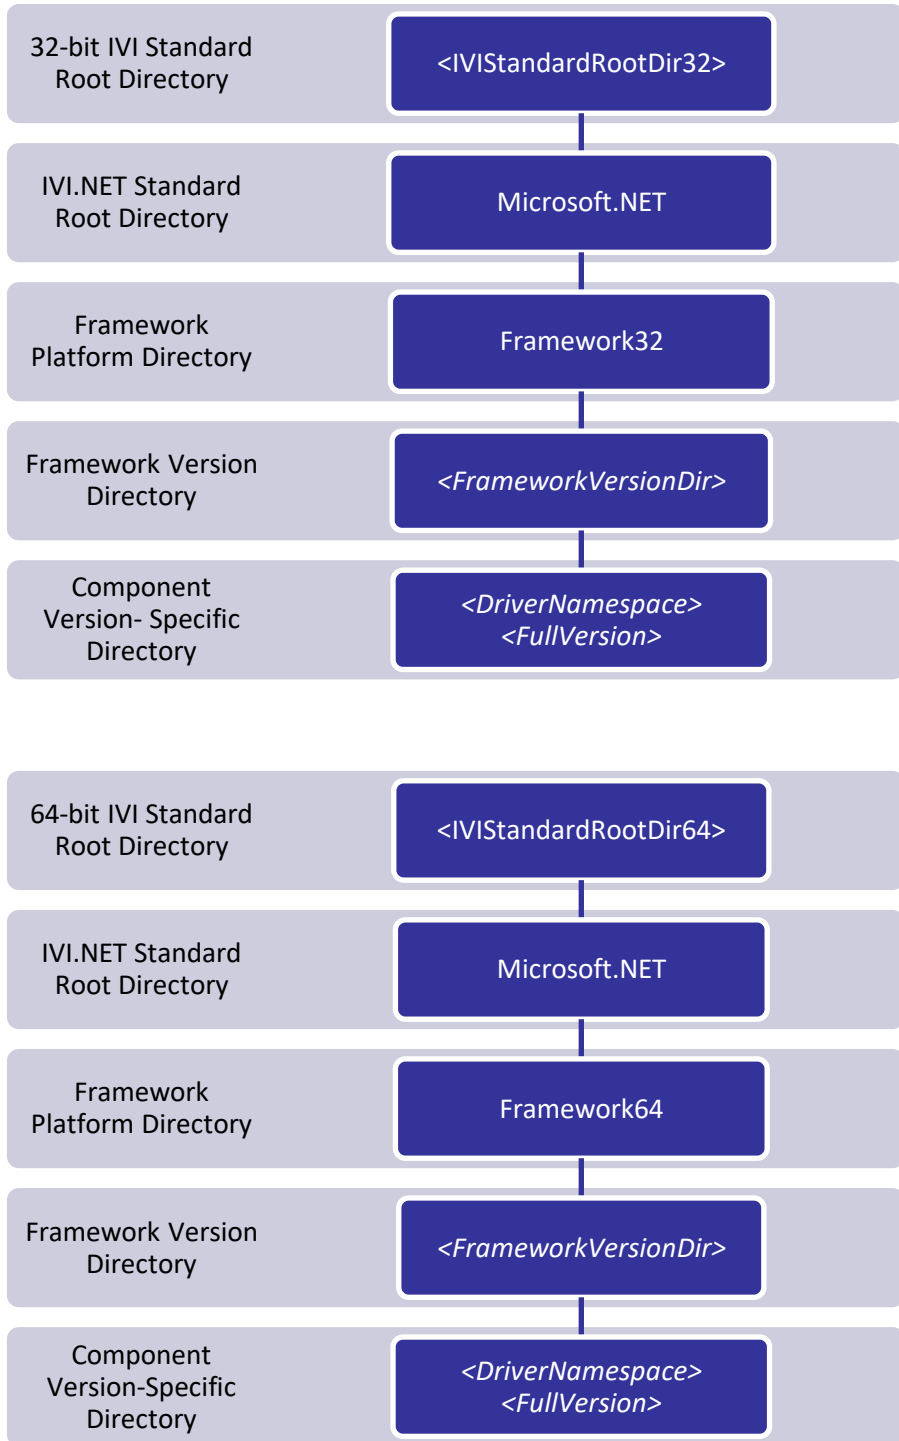 32-bit IVI Standard
Root Directory
<IVIStandardRootDir32>
IVI.NET Standard
Root Directory
Microsoft.NET
Framework
Platform Directory
Framework32
Framework Version
Directory
<FrameworkVersionDir>
Component
Version- Specific
Directory
<DriverNamespace>
<FullVersion>
64-bit IVI Standard
Root Directory
<IVIStandardRootDir64>
IVI.NET Standard
Root Directory
Microsoft.NET
Framework
Platform Directory
Framework64
Framework Version
Directory
<FrameworkVersionDir>
Component
Version-Specific
Directory
<DriverNamespace>
<FullVersion>